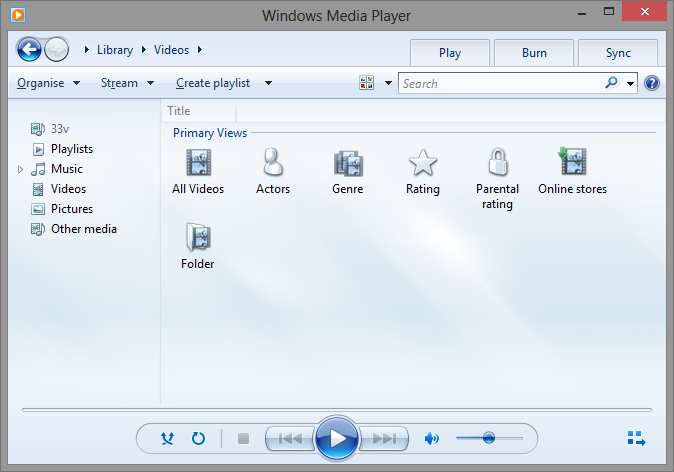 Windows Media Player
Library Videos
Play Burn Sync
Organise Stream Create playlist Search
Title
Primary Views
33v
Playlists
Music
Videos
Pictures
Other media
All Videos Actors Genre Rating Parental rating Online stores
Folder